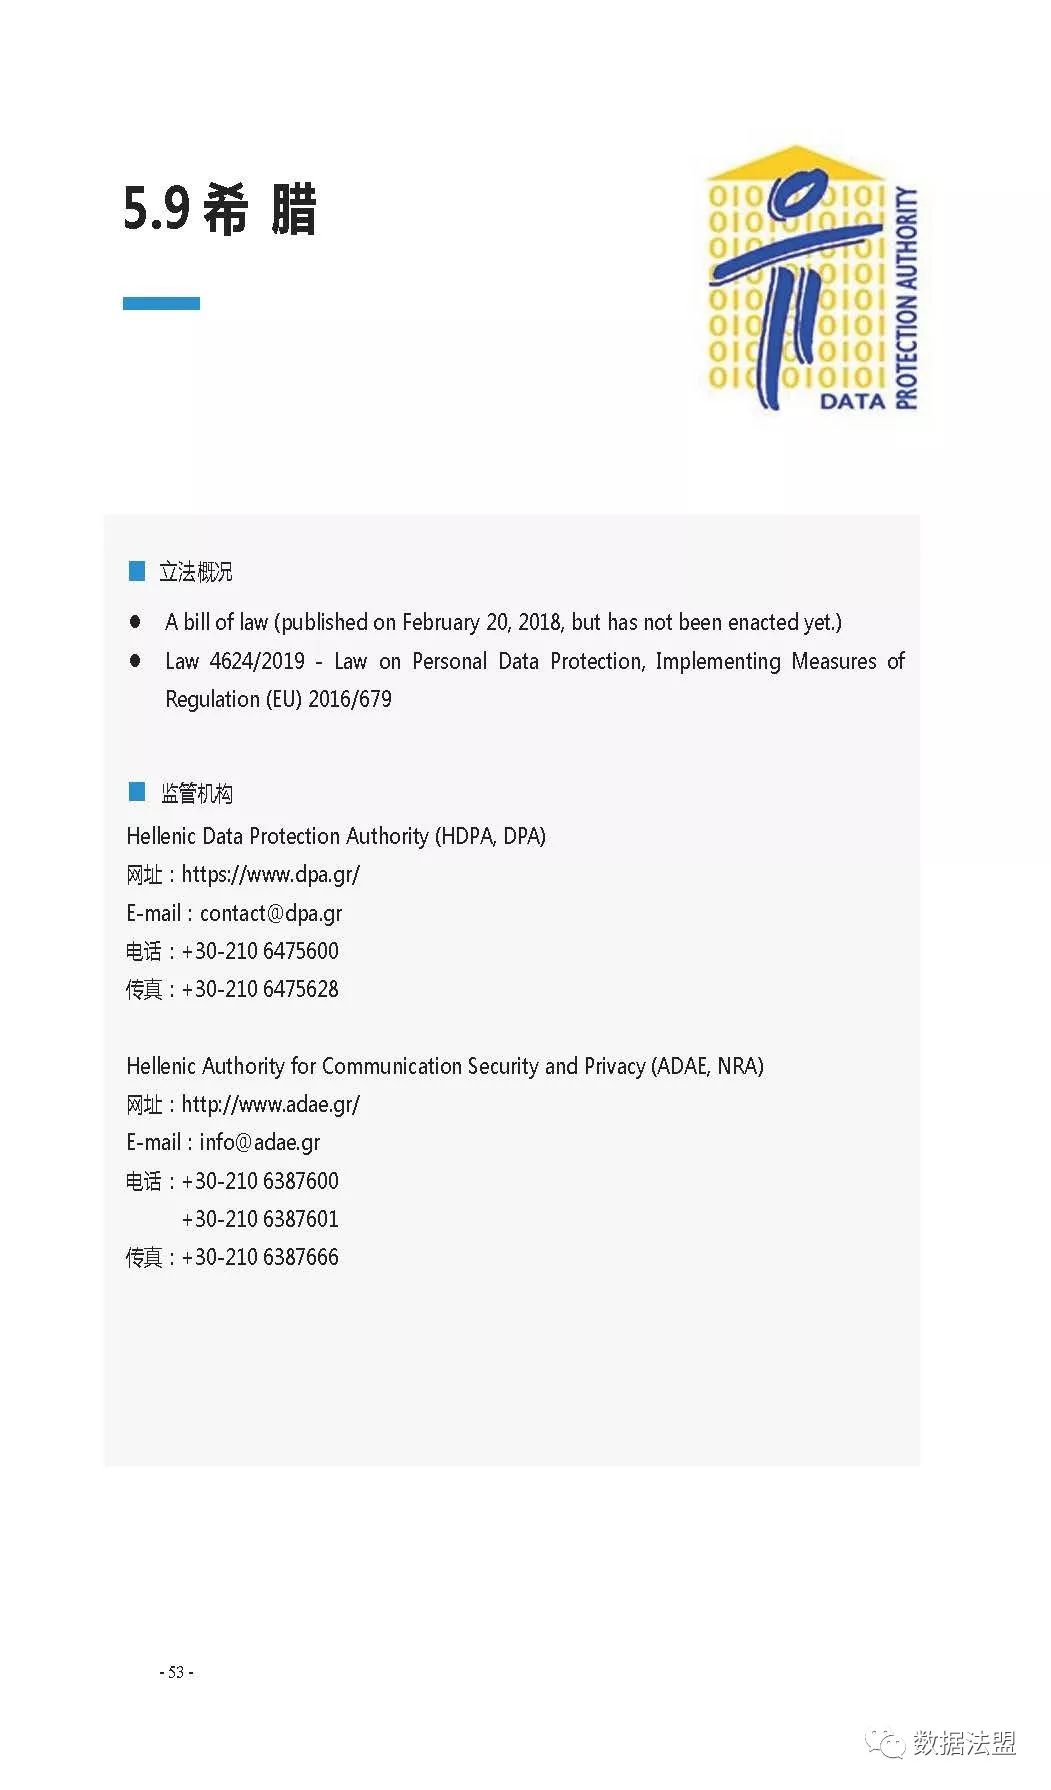 5.9 希 腊
01010101
DATA
PROTECTION AUTHORITY
立法概况
● A bill of law (published on February 20, 2018, but has not been enacted yet.)
● Law 4624/2019 - Law on Personal Data Protection, Implementing Measures of
Regulation (EU) 2016/679
监管机构
Hellenic Data Protection Authority (HDPA, DPA)
网址：https://www.dpa.gr/
E-mail：contact@dpa.gr
电话：+30-210 6475600
传真：+30-210 6475628
Hellenic Authority for Communication Security and Privacy (ADAE, NRA)
网址：http://www.adae.gr/
E-mail：info@adae.gr
电话：+30-210 6387600
+30-210 6387601
传真：+30-210 6387666
- 53 -
数据法盟